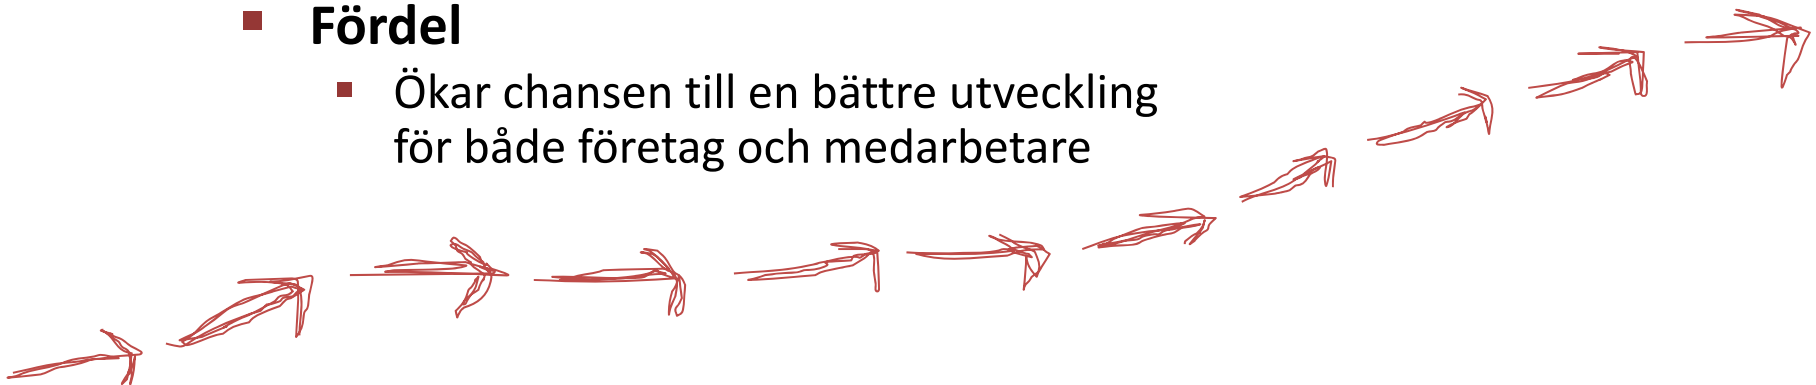 Fördel
Ökar chansen till en bättre utveckling
för både företag och medarbetare